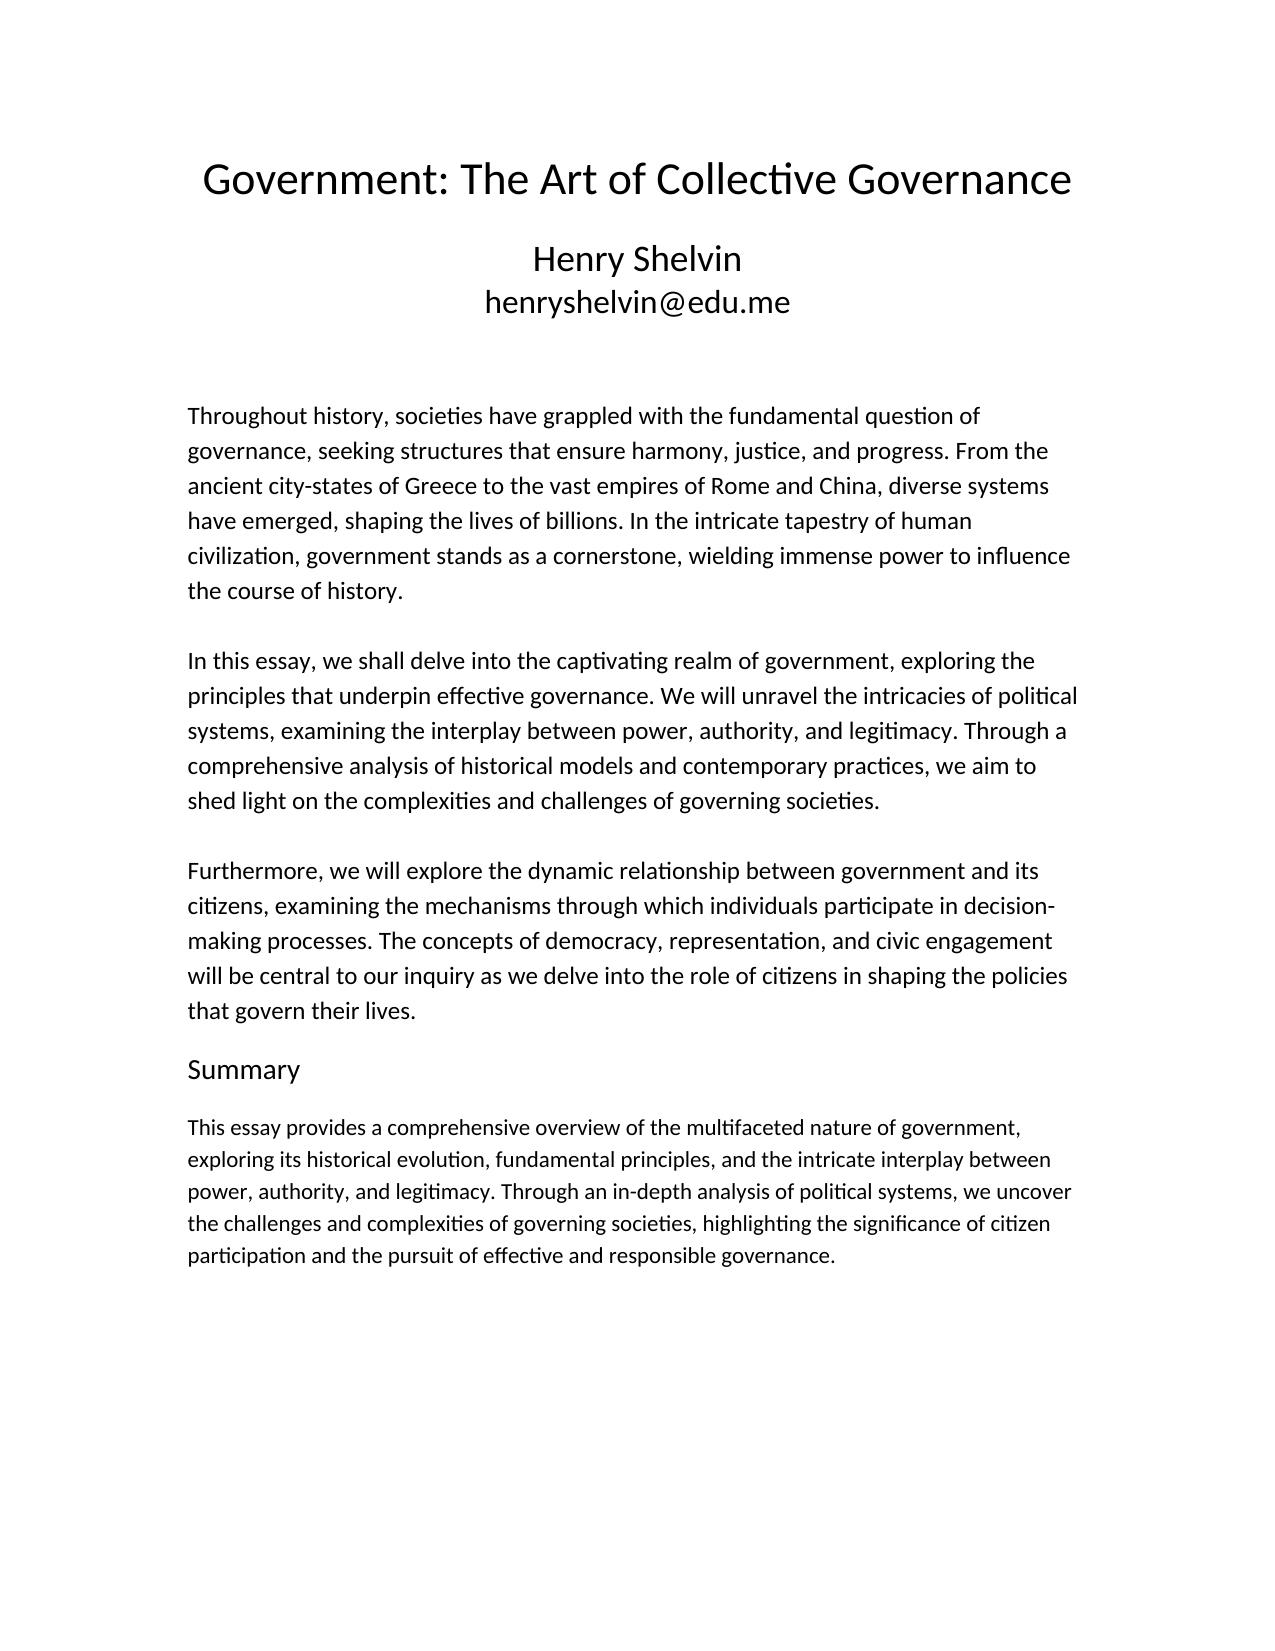 Government: The Art of Collective Governance
Henry Shelvin
henryshelvin@edu.me
Throughout history, societies have grappled with the fundamental question of
governance, seeking structures that ensure harmony, justice, and progress. From the
ancient city-states of Greece to the vast empires of Rome and China, diverse systems
have emerged, shaping the lives of billions. In the intricate tapestry of human
civilization, government stands as a cornerstone, wielding immense power to influence
the course of history.
In this essay, we shall delve into the captivating realm of government, exploring the
principles that underpin effective governance. We will unravel the intricacies of political
systems, examining the interplay between power, authority, and legitimacy. Through a
comprehensive analysis of historical models and contemporary practices, we aim to
shed light on the complexities and challenges of governing societies.
Furthermore, we will explore the dynamic relationship between government and its
citizens, examining the mechanisms through which individuals participate in decision-
making processes. The concepts of democracy, representation, and civic engagement
will be central to our inquiry as we delve into the role of citizens in shaping the policies
that govern their lives.
Summary
This essay provides a comprehensive overview of the multifaceted nature of government,
exploring its historical evolution, fundamental principles, and the intricate interplay between
power, authority, and legitimacy. Through an in-depth analysis of political systems, we uncover
the challenges and complexities of governing societies, highlighting the significance of citizen
participation and the pursuit of effective and responsible governance.